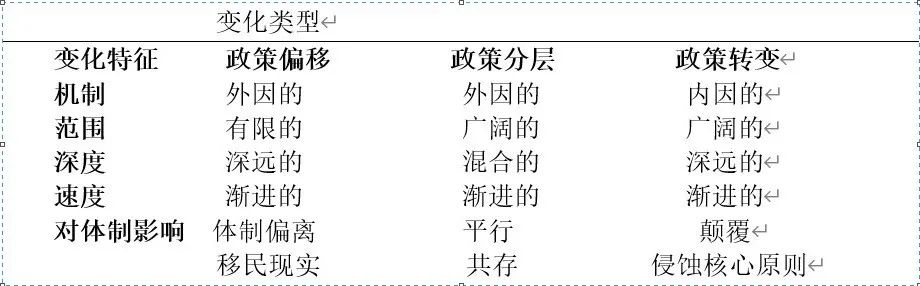 变化类型↵
变化特征 政策偏移 政策分层 政策转变↵
机制 外因的 外因的 内因的↵
范围 有限的 广阔的 广阔的↵
深度 深远的 混合的 深远的↵
速度 渐进的 渐进的 渐进的↵
对体制影响 体制偏离 平行 颠覆↵
移民现实 共存 侵蚀核心原则↵